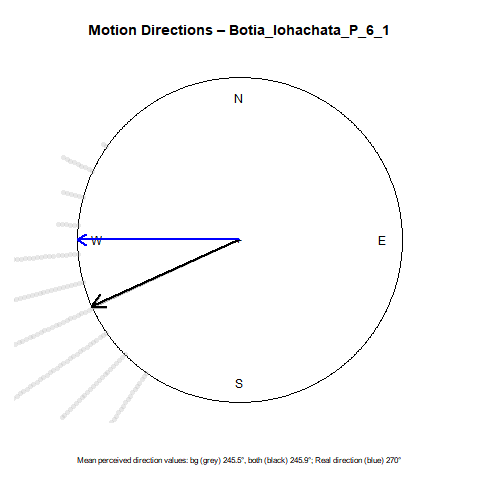 Motion Directions – Botia_lohachata_P_6_1
N
W
E
S
Mean perceived direction values: bg (grey) 245.5°, both (black) 245.9°; Real direction (blue) 270°